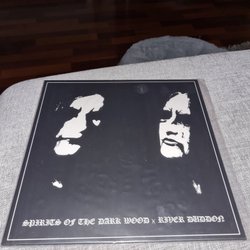 SPIRITS OF THE DARK WOOD x RIVER DUDDON